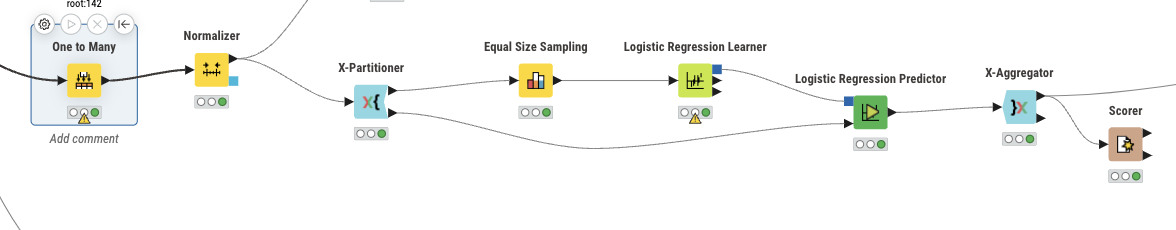 root:142
One to Many
Add comment
Normalizer
X-Partitioner
Equal Size Sampling
Logistic Regression Learner
Logistic Regression Predictor
X-Aggregator
Scorer